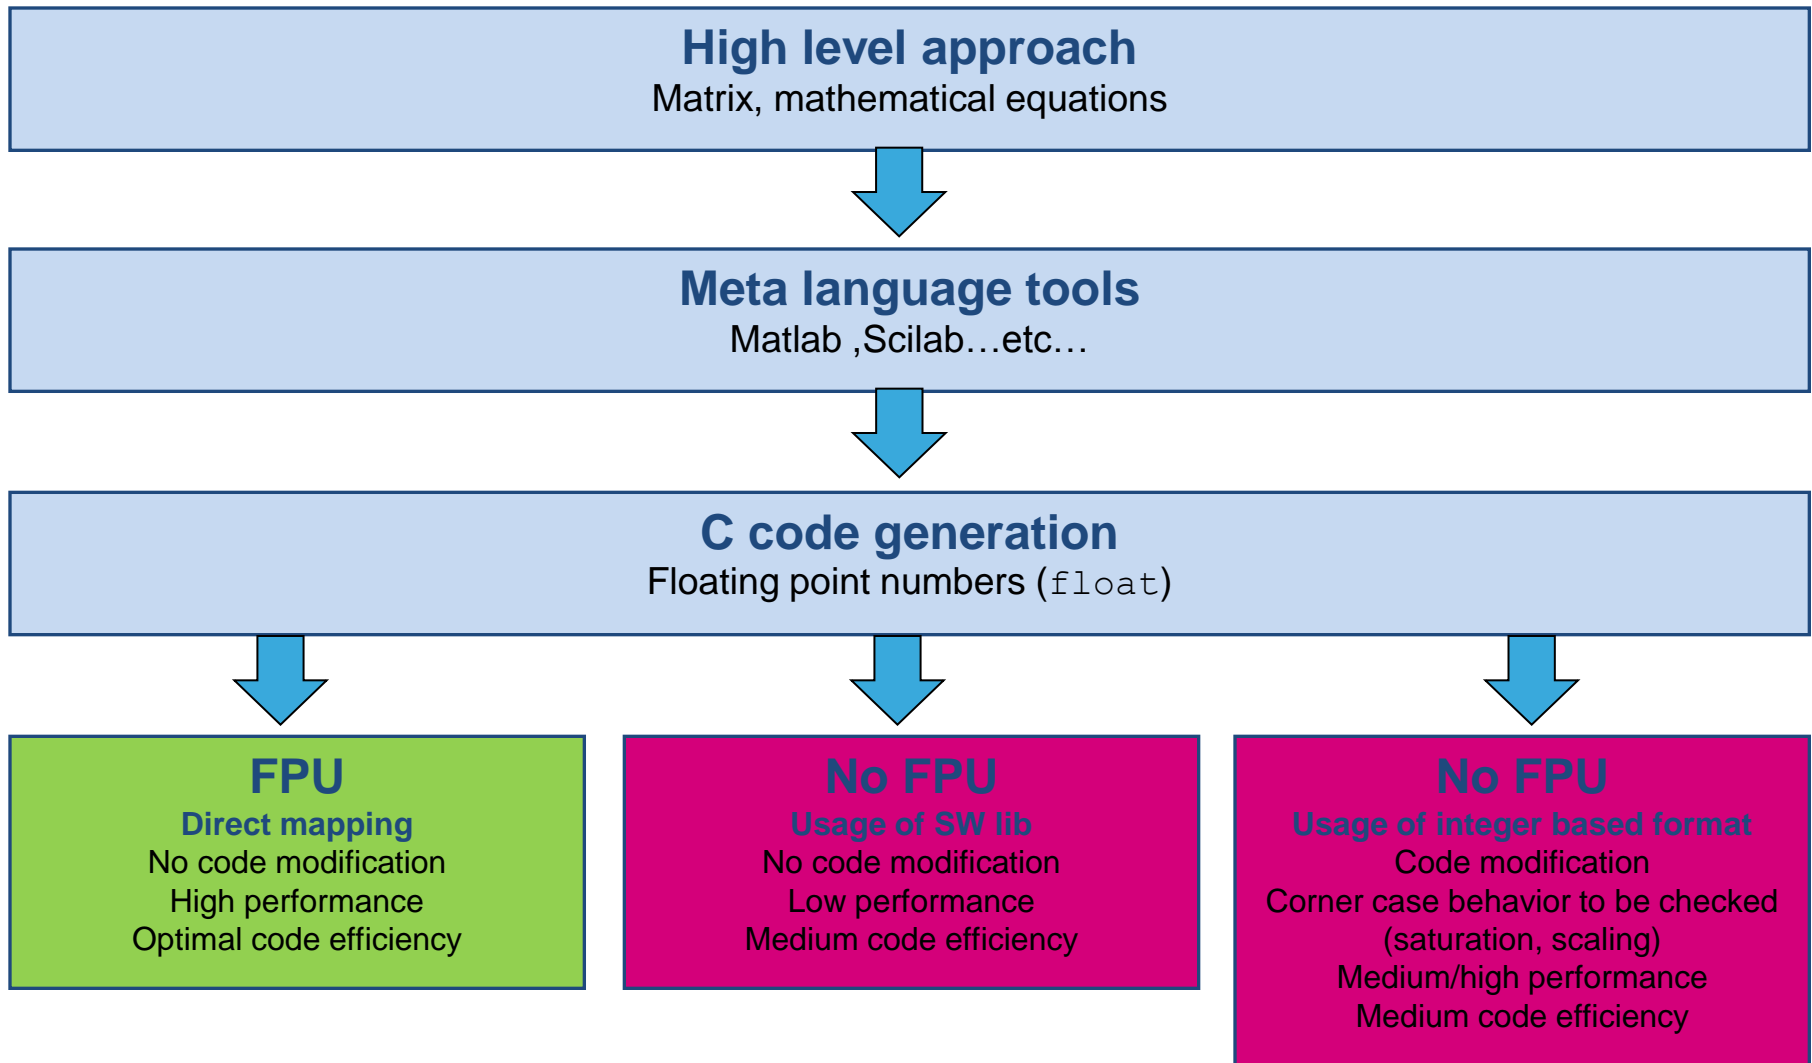 High level approach
Matrix, mathematical equations
Meta language tools
Matlab ,Scilab…etc…
C code generation
Floating point numbers (float)
FPU
Direct mapping
No code modification
High performance
Optimal code efficiency
No FPU
Usage of SW lib
No code modification
Low performance
Medium code efficiency
No FPU
Usage of integer based format
Code modification
Corner case behavior to be checked
(saturation, scaling)
Medium/high performance
Medium code efficiency